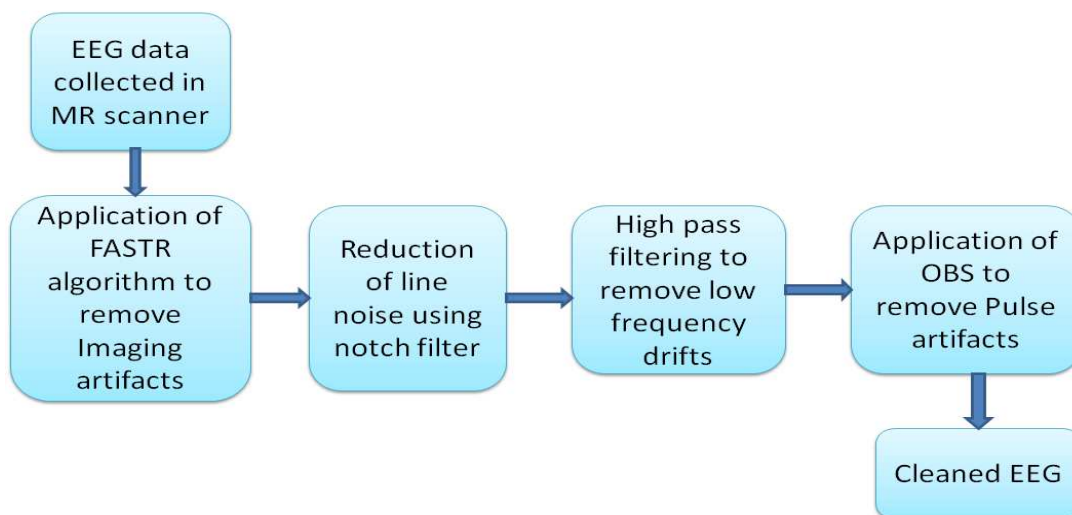 EEG data
collected in
MR scanner
Application of
FASTR
algorithm to
remove
Imaging
artifacts
Reduction
of line
noise using
notch filter
High pass
filtering to
remove low
frequency
drifts
Application of
OBS to
remove Pulse
artifacts
Cleaned EEG